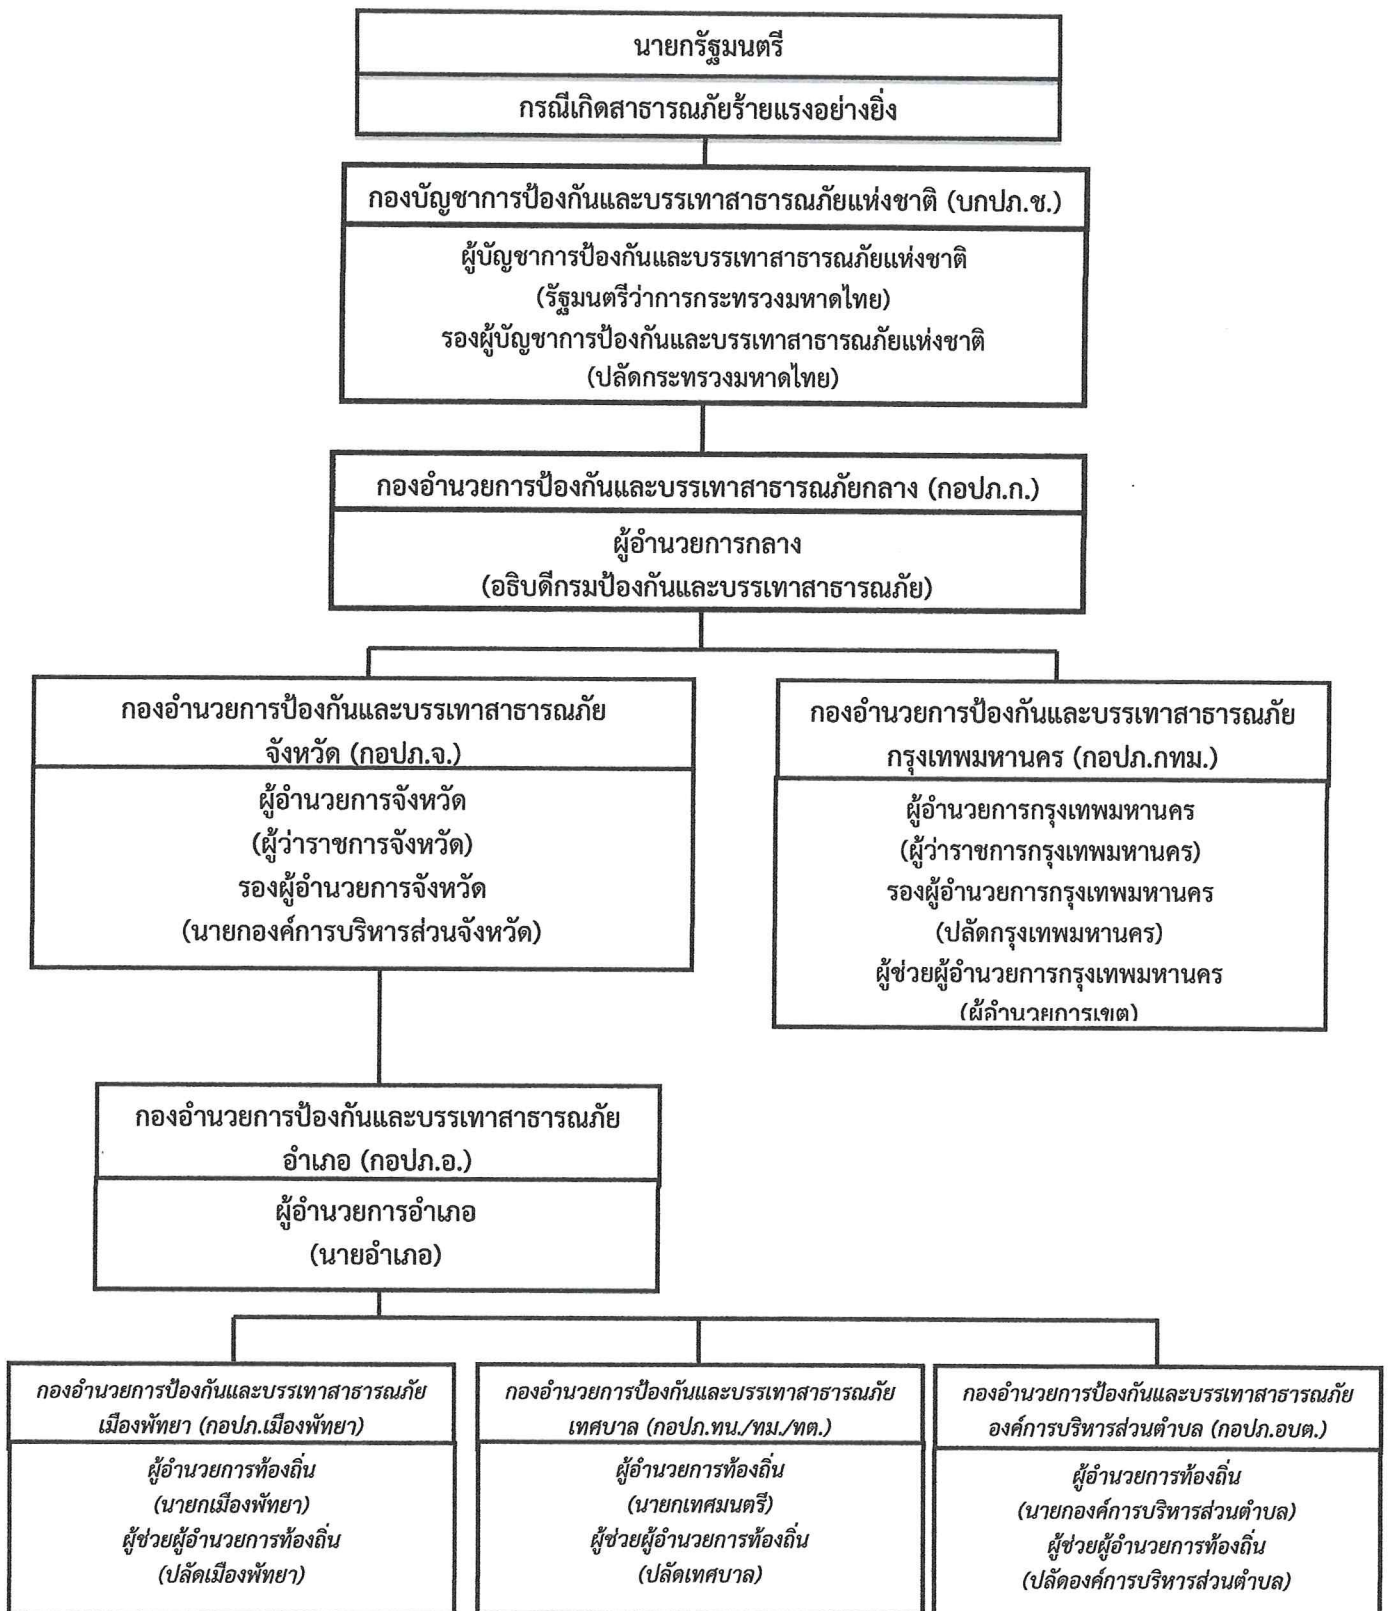 นายกรัฐมนตรี
กรณีเกิดสาธารณภัยร้ายแรงอย่างยิ่ง
กองบัญชาการป้องกันและบรรเทาสาธารณภัยแห่งชาติ (บกปภ.ช.)
ผู้บัญชาการป้องกันและบรรเทาสาธารณภัยแห่งชาติ
(รัฐมนตรีว่าการกระทรวงมหาดไทย)
รองผู้บัญชาการป้องกันและบรรเทาสาธารณภัยแห่งชาติ
(ปลัดกระทรวงมหาดไทย)
กองอำนวยการป้องกันและบรรเทาสาธารณภัยกลาง (กอปภ.ก.)
ผู้อำนวยการกลาง
(อธิบดีกรมป้องกันและบรรเทาสาธารณภัย)
กองอำนวยการป้องกันและบรรเทาสาธารณภัย
จังหวัด (กอปภ.จ.)
ผู้อำนวยการจังหวัด
(ผู้ว่าราชการจังหวัด)
รองผู้อำนวยการจังหวัด
(นายกองค์การบริหารส่วนจังหวัด)
กองอำนวยการป้องกันและบรรเทาสาธารณภัย
กรุงเทพมหานคร (กอปภ.กทม.)
ผู้อำนวยการกรุงเทพมหานคร
(ผู้ว่าราชการกรุงเทพมหานคร)
รองผู้อำนวยการกรุงเทพมหานคร
(ปลัดกรุงเทพมหานคร)
ผู้ช่วยผู้อำนวยการกรุงเทพมหานคร
(ผู้อำนวยการเขต)
กองอำนวยการป้องกันและบรรเทาสาธารณภัย
อำเภอ (กอปภ.อ.)
ผู้อำนวยการอำเภอ
(นายอำเภอ)
กองอำนวยการป้องกันและบรรเทาสาธารณภัย
เมืองพัทยา (กอปภ.เมืองพัทยา)
ผู้อำนวยการท้องถิ่น
(นายกเมืองพัทยา)
ผู้ช่วยผู้อำนวยการท้องถิ่น
(ปลัดเมืองพัทยา)
กองอำนวยการป้องกันและบรรเทาสาธารณภัย
เทศบาล (กอปภ.ทน./ทม./ทต.)
ผู้อำนวยการท้องถิ่น
(นายกเทศมนตรี)
ผู้ช่วยผู้อำนวยการท้องถิ่น
(ปลัดเทศบาล)
กองอำนวยการป้องกันและบรรเทาสาธารณภัย
องค์การบริหารส่วนตำบล (กอปภ.อบต.)
ผู้อำนวยการท้องถิ่น
(นายกองค์การบริหารส่วนตำบล)
ผู้ช่วยผู้อำนวยการท้องถิ่น
(ปลัดองค์การบริหารส่วนตำบล)